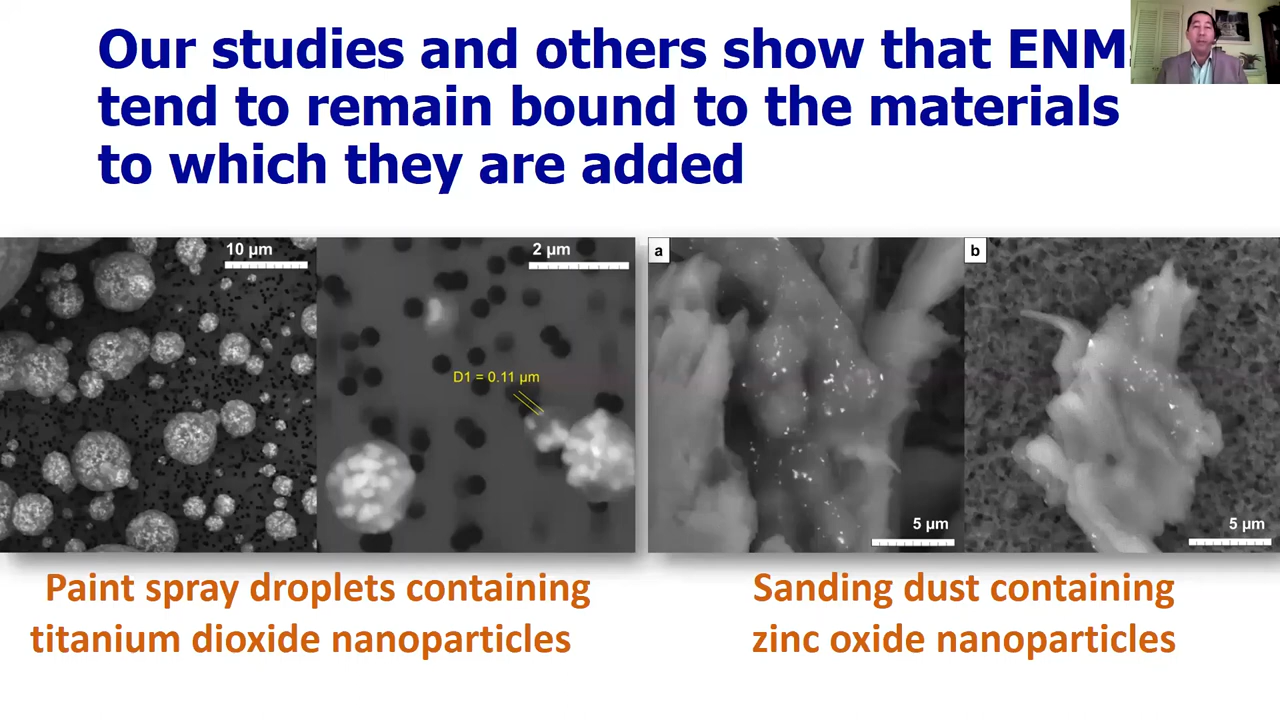 Our studies and others show that ENM
tend to remain bound to the materials
to which they are added
10 µm
2 µm
D1 = 0.11 µm
a
5 µm
b
5 µm
Paint spray droplets containing
titanium dioxide nanoparticles
Sanding dust containing
zinc oxide nanoparticles